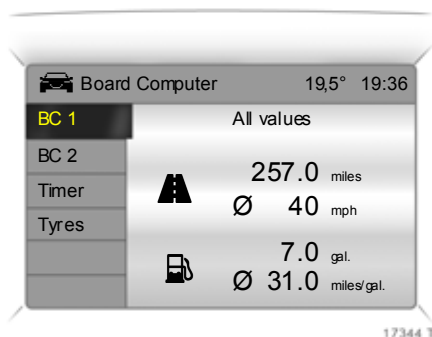 Board Computer 19,5° 19:36
BC 1
All values
BC 2
Timer
Tyres
257.0 miles
Ø 40 mph
7.0 gal.
Ø 31.0 miles/gal.
17344 T